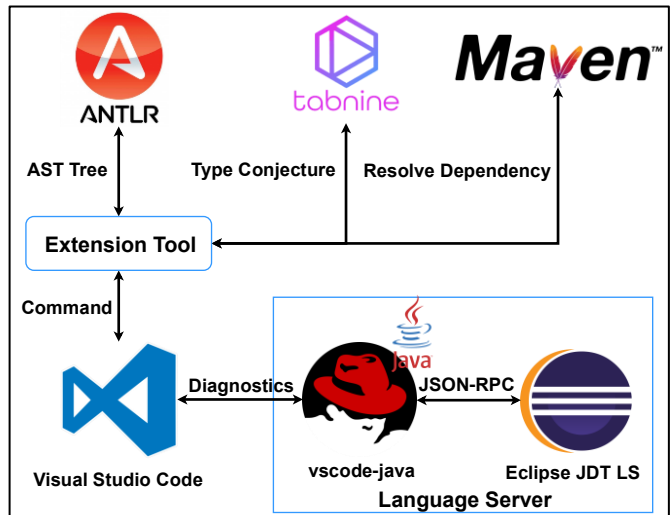 ANTLR
tabnine
Maven™
AST Tree
Type Conjecture
Resolve Dependency
Extension Tool
Command
Java
Diagnostics
JSON-RPC
Visual Studio Code
vscode-java
Eclipse JDT LS
Language Server